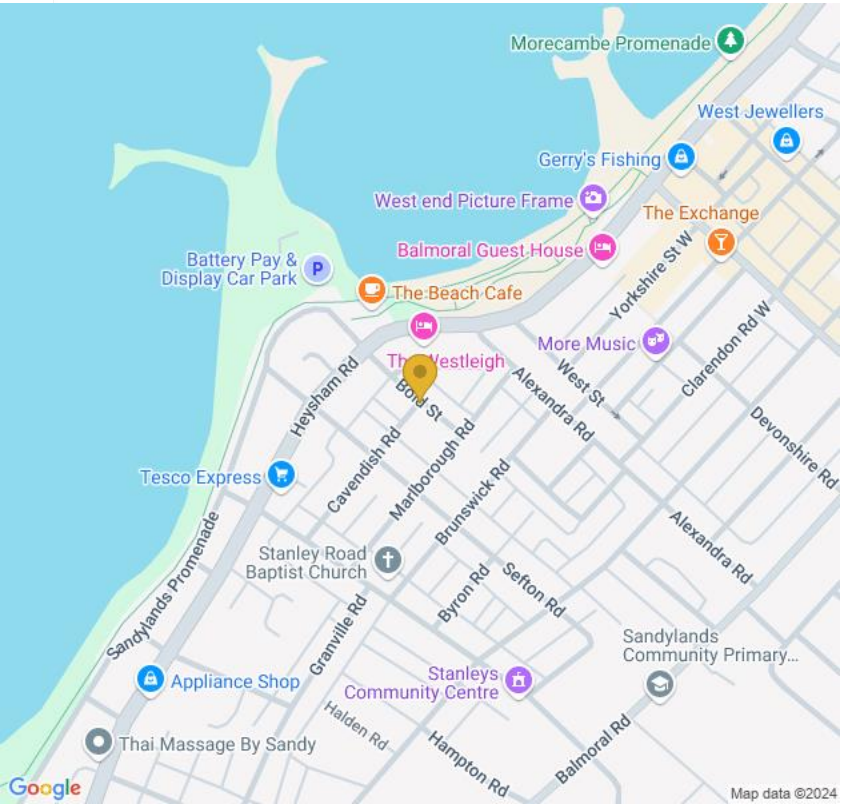 Morecambe Promenade
West Jewellers
Gerry's Fishing
West end Picture Frame
The Exchange
Balmoral Guest House
Battery Pay &
Display Car Park
P
The Beach Cafe
Yorkshire St W
More Music
Clarendon Rd W
The Westleigh
Heysham Rd
Bold St
West St
Alexandra Rd
Devonshire Rd
Cavendish Rd
Marlborough Rd
Tesco Express
Brunswick Rd
Alexandra Rd
Stanley Road
Baptist Church
Sefton Rd
Byron Rd
Sandylands Promenade
Granville Rd
Sandylands
Community Primary...
Appliance Shop
Stanleys
Community Centre
Halden Rd
Balmoral Rd
Thai Massage By Sandy
Hampton Rd
Google
Map data ©2024